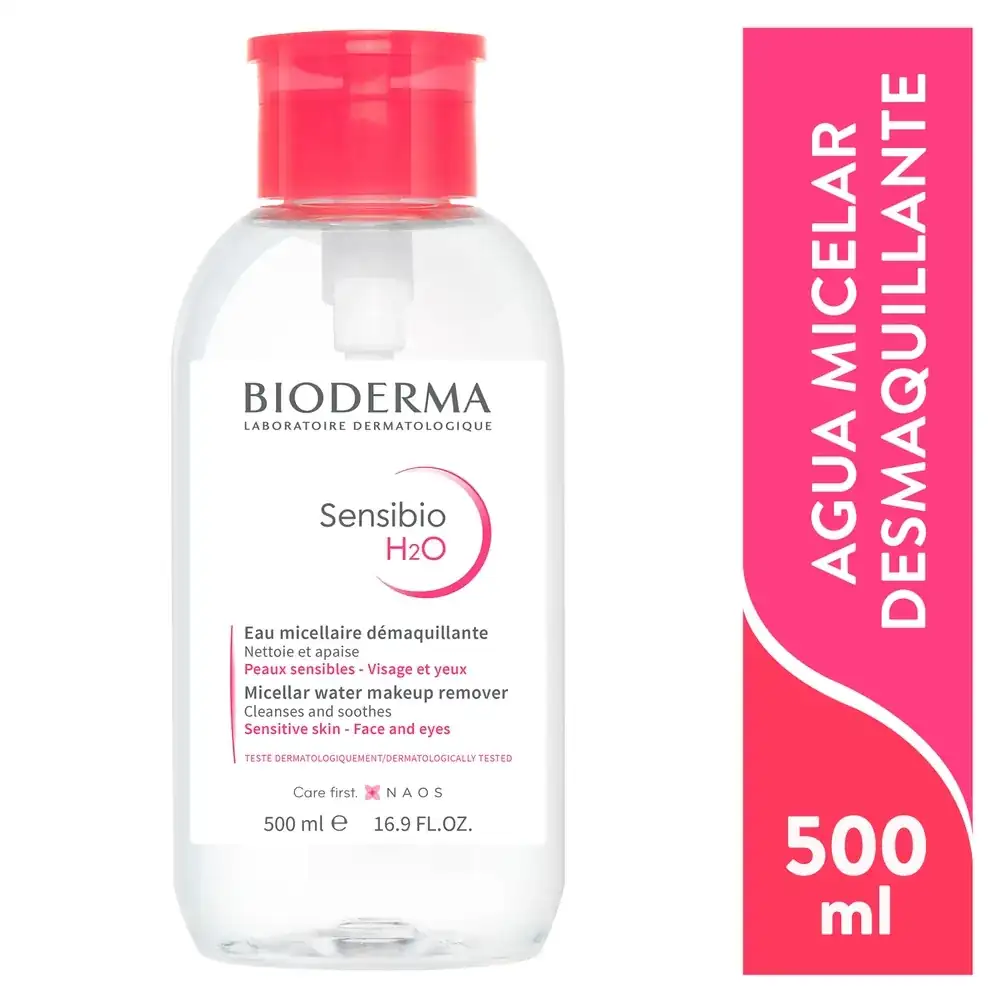 BIODERMA
LABORATOIRE DERMATOLOGIQUE
Sensibio
H2O
Eau micellaire démaquillante
Nettoie et apaise
Peaux sensibles - Visage et yeux
Micellar water makeup remover
Cleanses and soothes
Sensitive skin - Face and eyes
TESTÉ DERMATOLOGIQUEMENT/DERMATOLOGICALLY TESTED
Care first. NAOS
500 ml ℮ 16.9 FL.OZ.
AGUA MICELAR
DESMAQUILLANTE
500
ml